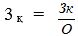 З к = Зк/О